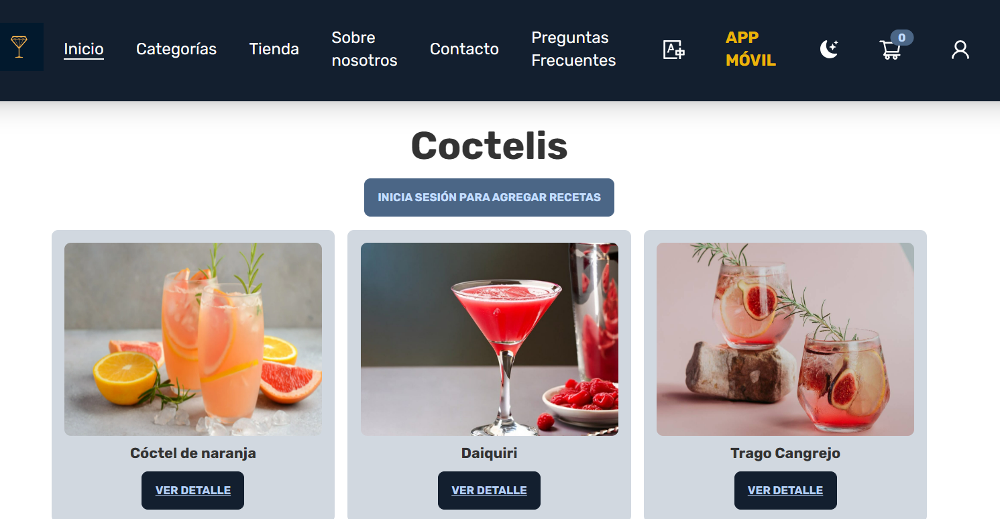 Inicio
Categorías
Tienda
Sobre
nosotros
Contacto
Preguntas
Frecuentes
A
APP
MÓVIL
0
Coctelis
INICIA SESIÓN PARA AGREGAR RECETAS
Cóctel de naranja
Daiquiri
Trago Cangrejo
VER DETALLE
VER DETALLE
VER DETALLE